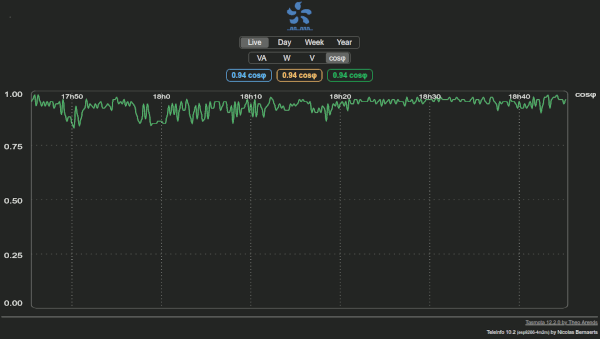 Live Day Week Year
VA W V cosφ
0.94 cosφ 0.94 cosφ 0.94 cosφ
1.00 17h50 18h0 18h10 18h20 18h30 18h40 cosφ
0.75
0.50
0.25
0.00
Tasmota 12.2.0 by Theo Arends
Teleinfo 10.2 (esp8266-4m2m) by Nicolas Bernaerts